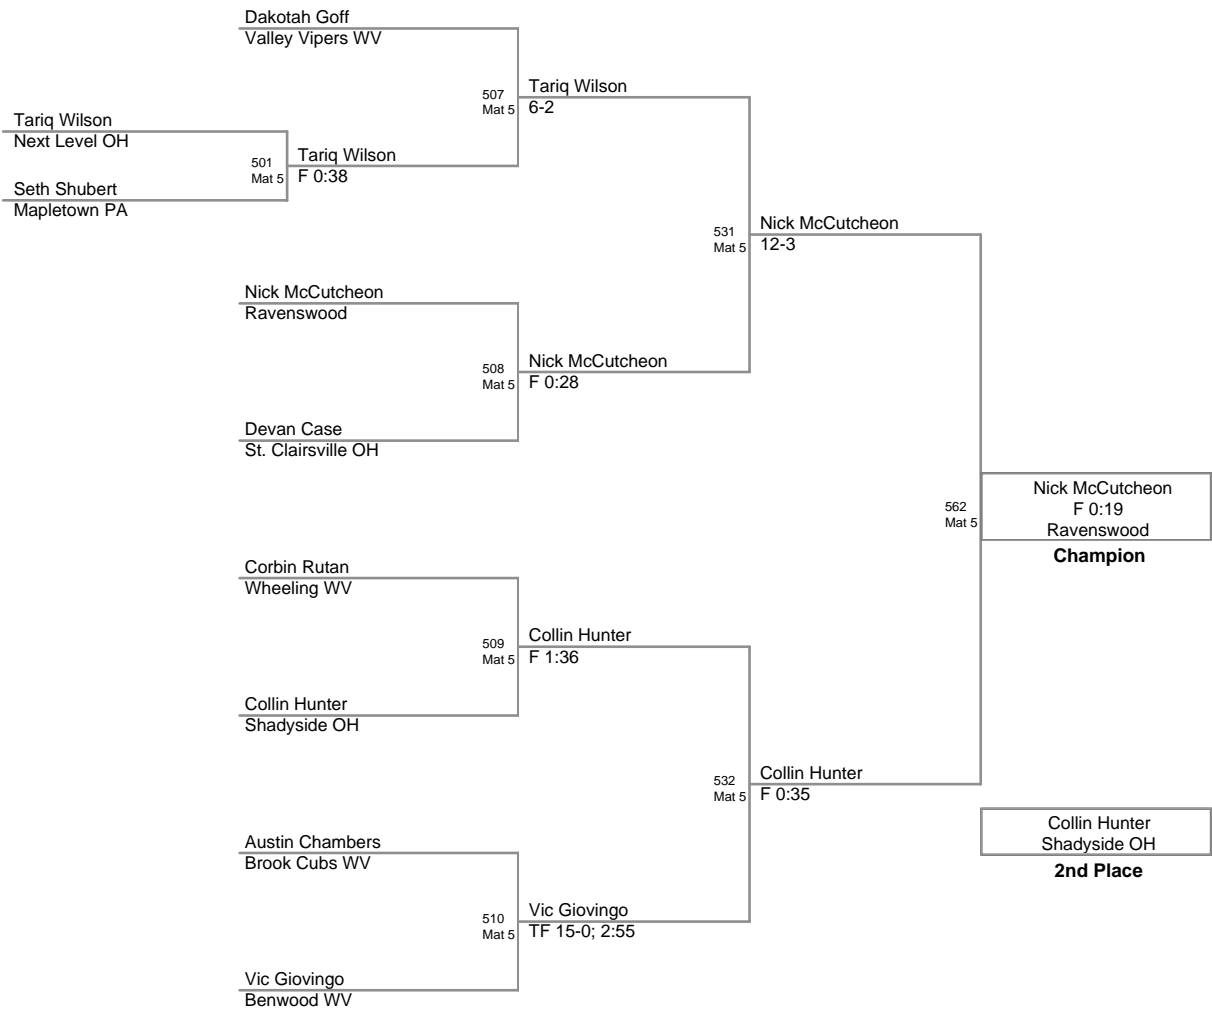 Dakotah Goff
Valley Vipers WV
507
Mat 5
Tariq Wilson
6-2
Tariq Wilson
Next Level OH
501
Mat 5
Tariq Wilson
F 0:38
Seth Shubert
Mapletown PA
531
Mat 5
Nick McCutcheon
12-3
Nick McCutcheon
Ravenswood
508
Mat 5
Nick McCutcheon
F 0:28
Devan Case
St. Clairsville OH
562
Mat 5
Nick McCutcheon
F 0:19
Ravenswood
Champion
Corbin Rutan
Wheeling WV
509
Mat 5
Collin Hunter
F 1:36
Collin Hunter
Shadyside OH
532
Mat 5
Collin Hunter
F 0:35
Collin Hunter
Shadyside OH
2nd Place
Austin Chambers
Brook Cubs WV
510
Mat 5
Vic Giovingo
TF 15-0; 2:55
Vic Giovingo
Benwood WV